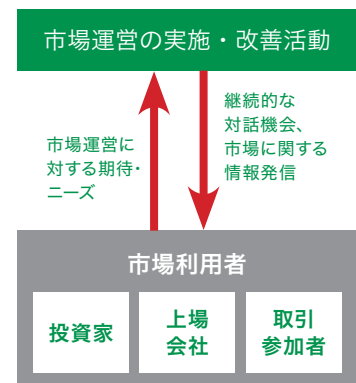 市場運営の実施・改善活動
継続的な
対話機会、
市場に関する
情報発信
市場運営に
対する期待・
ニーズ
市場利用者
投資家
上場
会社
取引
参加者